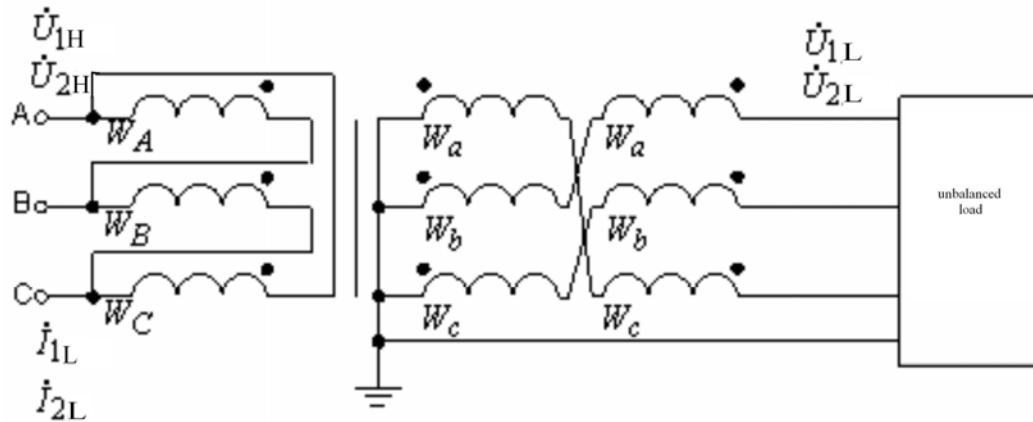 U̇1H
U̇2H
A
WA
B
WB
C
WC
İ1L
İ2L
Wa
Wb
Wc
Wa
Wb
Wc
U̇1L
U̇2L
unbalanced
load